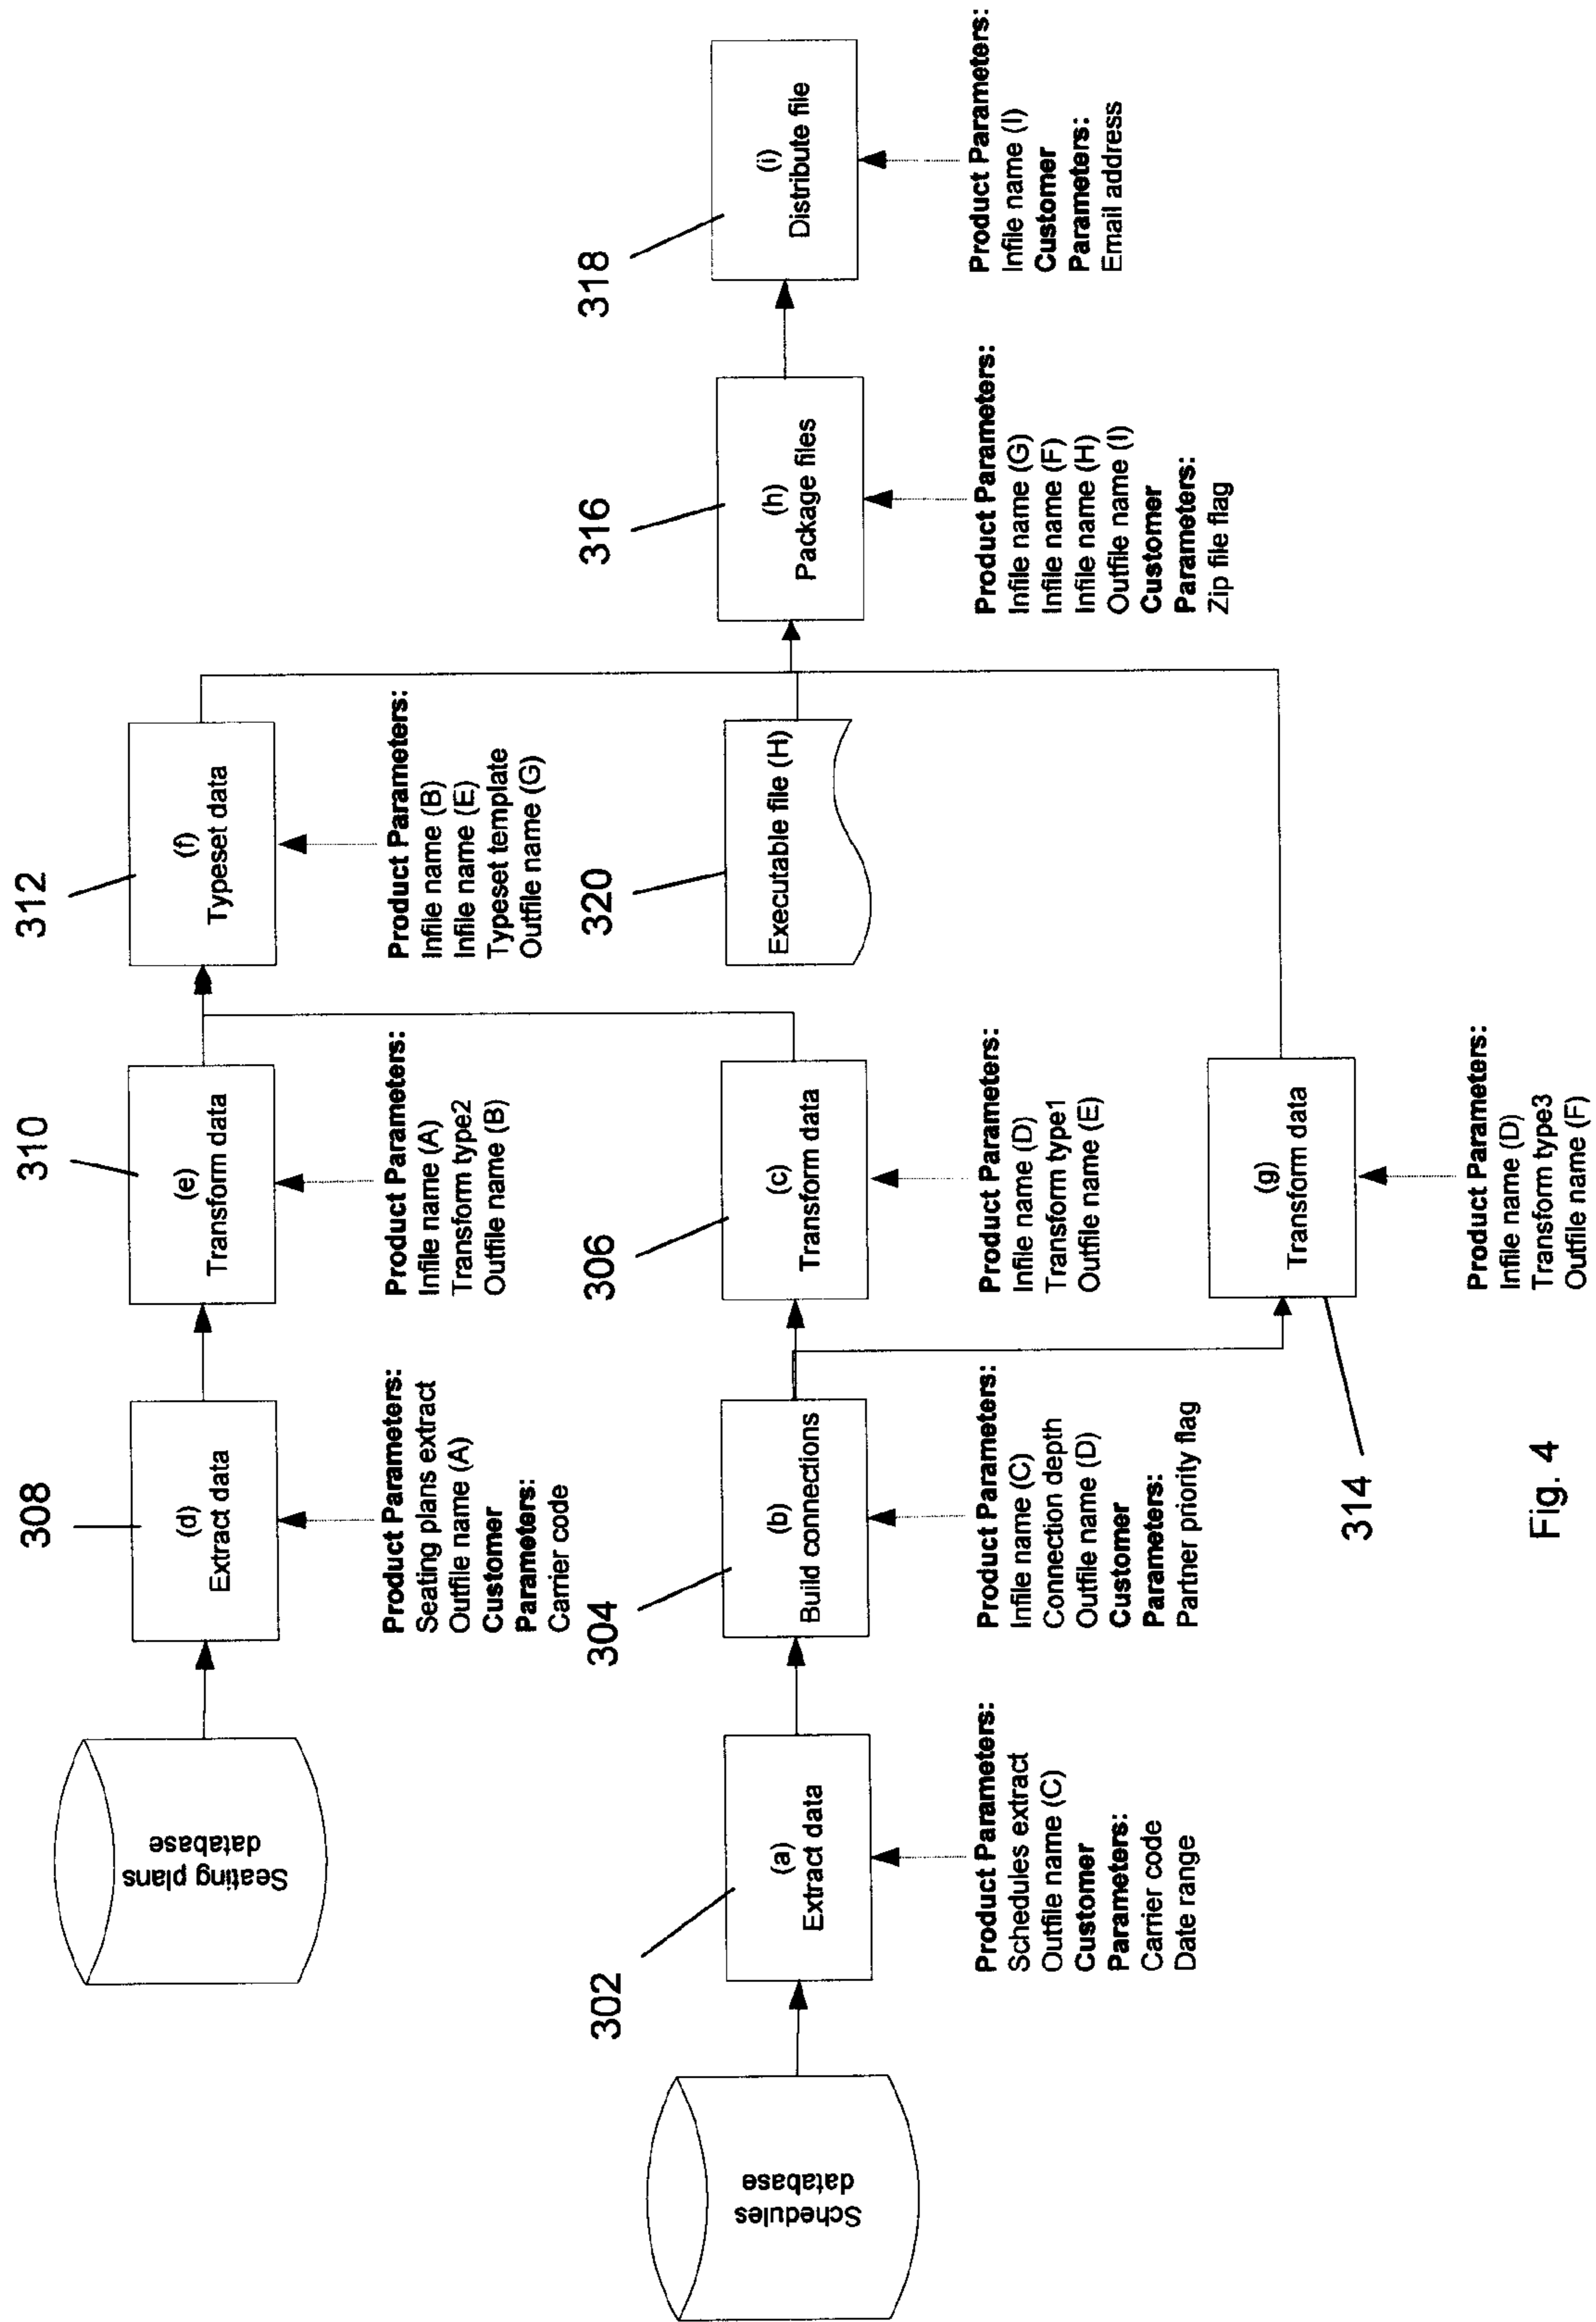 308
(d)
Extract data
Product Parameters:
Seating plans extract
Outfile name (A)
Customer
Parameters:
Carrier code
Seating plans
database
310
(e)
Transform data
Product Parameters:
Infile name (A)
Transform type2
Outfile name (B)
312
(f)
Typeset data
Product Parameters:
Infile name (B)
Infile name (E)
Typeset template
Outfile name (G)
Schedules
database
302
(a)
Extract data
Product Parameters:
Schedules extract
Outfile name (C)
Customer
Parameters:
Carrier code
Date range
304
(b)
Build connections
Product Parameters:
Infile name (C)
Connection depth
Outfile name (D)
Customer
Parameters:
Partner priority flag
306
(c)
Transform data
Product Parameters:
Infile name (D)
Transform type1
Outfile name (E)
320
Executable file (H)
316
(h)
Package files
Product Parameters:
Infile name (G)
Infile name (F)
Infile name (H)
Outfile name (I)
Customer
Parameters:
Zip file flag
318
(i)
Distribute file
Product Parameters:
Infile name (I)
Customer
Parameters:
Email address
314
(g)
Transform data
Product Parameters:
Infile name (D)
Transform type3
Outfile name (F)
Fig. 4